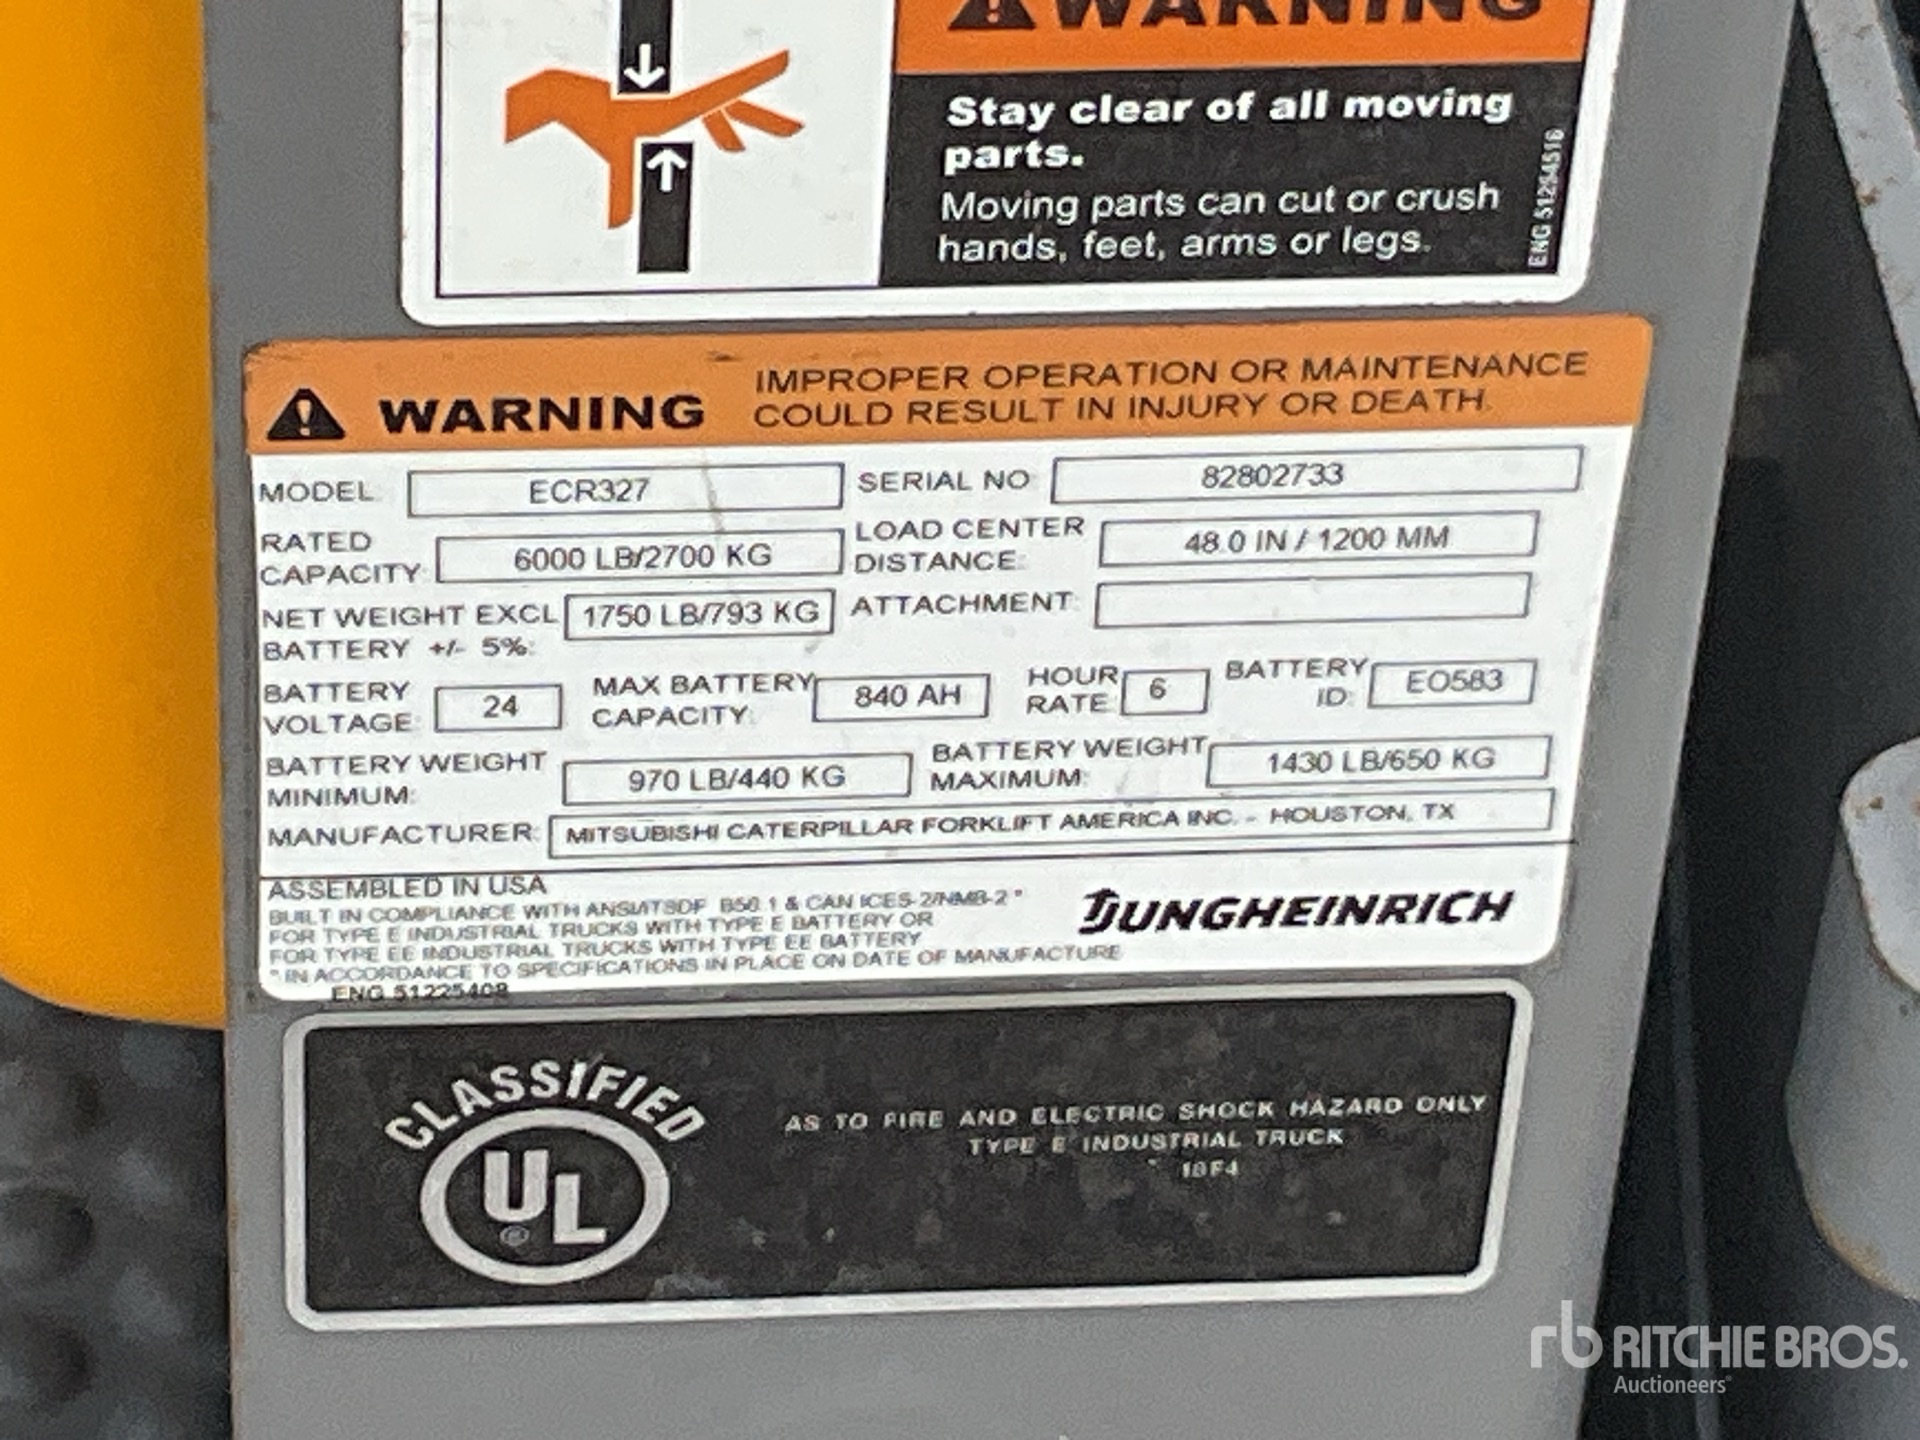 WARNING
Stay clear of all moving
parts.
Moving parts can cut or crush
hands, feet, arms or legs.
ENG 51294516
WARNING
IMPROPER OPERATION OR MAINTENANCE
COULD RESULT IN INJURY OR DEATH.
MODEL: ECR327 SERIAL NO: 82802733
RATED CAPACITY: 6000 LB/2700 KG LOAD CENTER DISTANCE: 48.0 IN / 1200 MM
NET WEIGHT EXCL BATTERY +/- 5%: 1750 LB/793 KG ATTACHMENT:
BATTERY VOLTAGE: 24 MAX BATTERY CAPACITY: 840 AH HOUR RATE: 6 BATTERY ID: EO583
BATTERY WEIGHT MINIMUM: 970 LB/440 KG BATTERY WEIGHT MAXIMUM: 1430 LB/650 KG
MANUFACTURER: MITSUBISHI CATERPILLAR FORKLIFT AMERICA INC. - HOUSTON, TX
ASSEMBLED IN USA
BUILT IN COMPLIANCE WITH ANSI/ITSDF B56.1 & CAN ICES-2/NMB-2 *
FOR TYPE E INDUSTRIAL TRUCKS WITH TYPE E BATTERY OR
FOR TYPE EE INDUSTRIAL TRUCKS WITH TYPE EE BATTERY
* IN ACCORDANCE TO SPECIFICATIONS IN PLACE ON DATE OF MANUFACTURE
ENG 51225408
JUNGHEINRICH
CLASSIFIED
UL ®
AS TO FIRE AND ELECTRIC SHOCK HAZARD ONLY
TYPE E INDUSTRIAL TRUCK
18F4
rb RITCHIE BROS.
Auctioneers